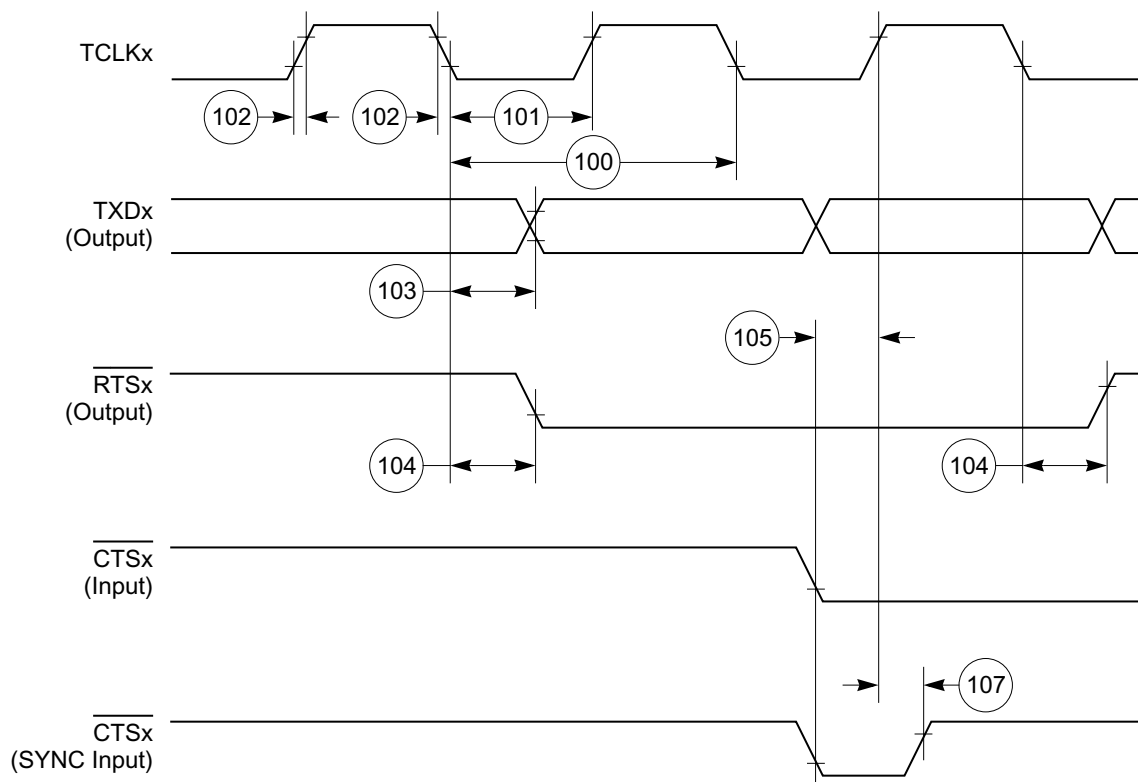 TCLKx
102
102
101
100
TXDx
(Output)
103
105
RTSx
(Output)
104
104
CTSx
(Input)
107
CTSx
(SYNC Input)